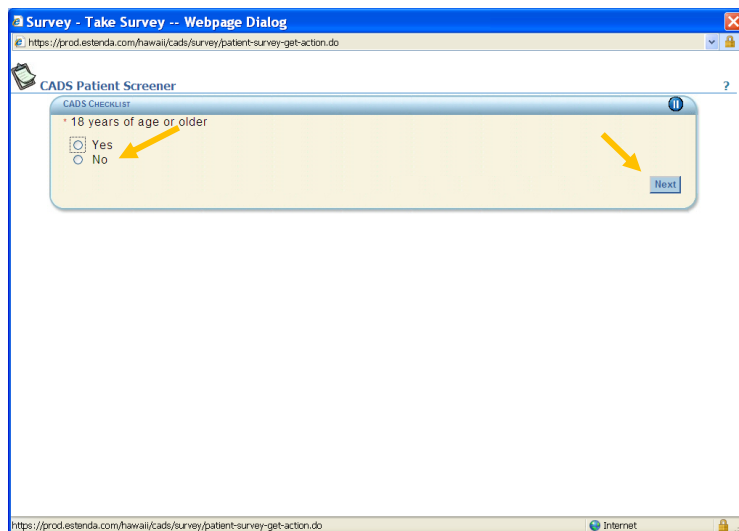 Survey - Take Survey -- Webpage Dialog
https://prod.estenda.com/hawaii/cads/survey/patient-survey-get-action.do
CADS Patient Screener
?
CADS CHECKLIST
* 18 years of age or older
Yes
No
Next
https://prod.estenda.com/hawaii/cads/survey/patient-survey-get-action.do
Internet